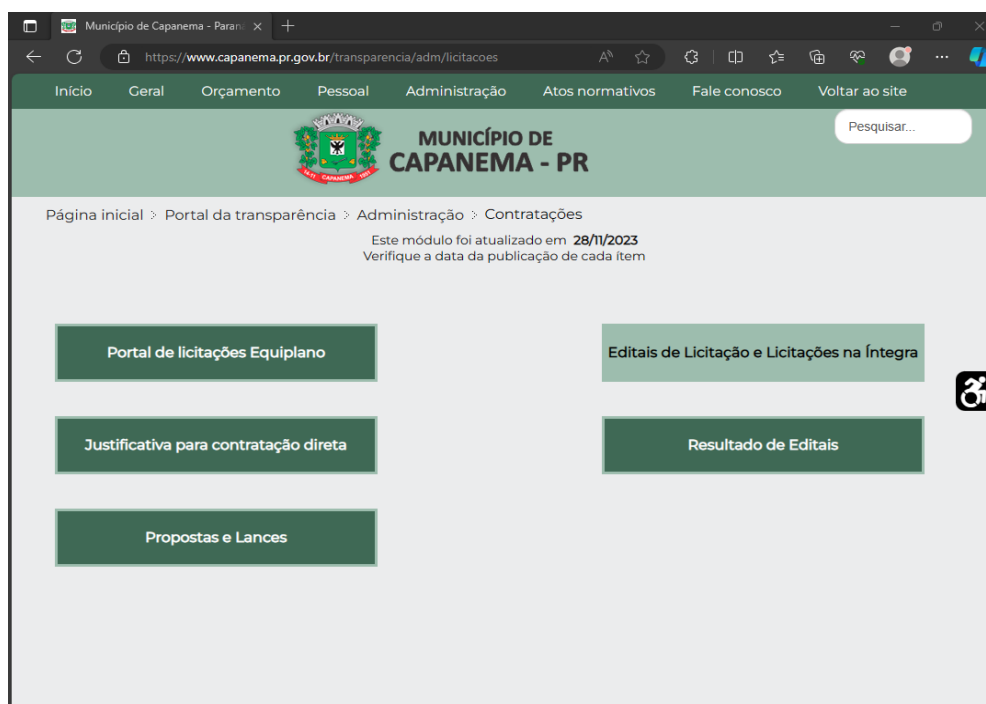 Município de Capanema - Paraná
https://www.capanema.pr.gov.br/transparencia/adm/licitacoes
Início Geral Orçamento Pessoal Administração Atos normativos Fale conosco Voltar ao site
Pesquisar...
MUNICÍPIO DE
CAPANEMA - PR
CAPANEMA
Página inicial > Portal da transparência > Administração > Contratações
Este módulo foi atualizado em 28/11/2023
Verifique a data da publicação de cada ítem
Portal de licitações Equiplano
Editais de Licitação e Licitações na Íntegra
Justificativa para contratação direta
Resultado de Editais
Propostas e Lances